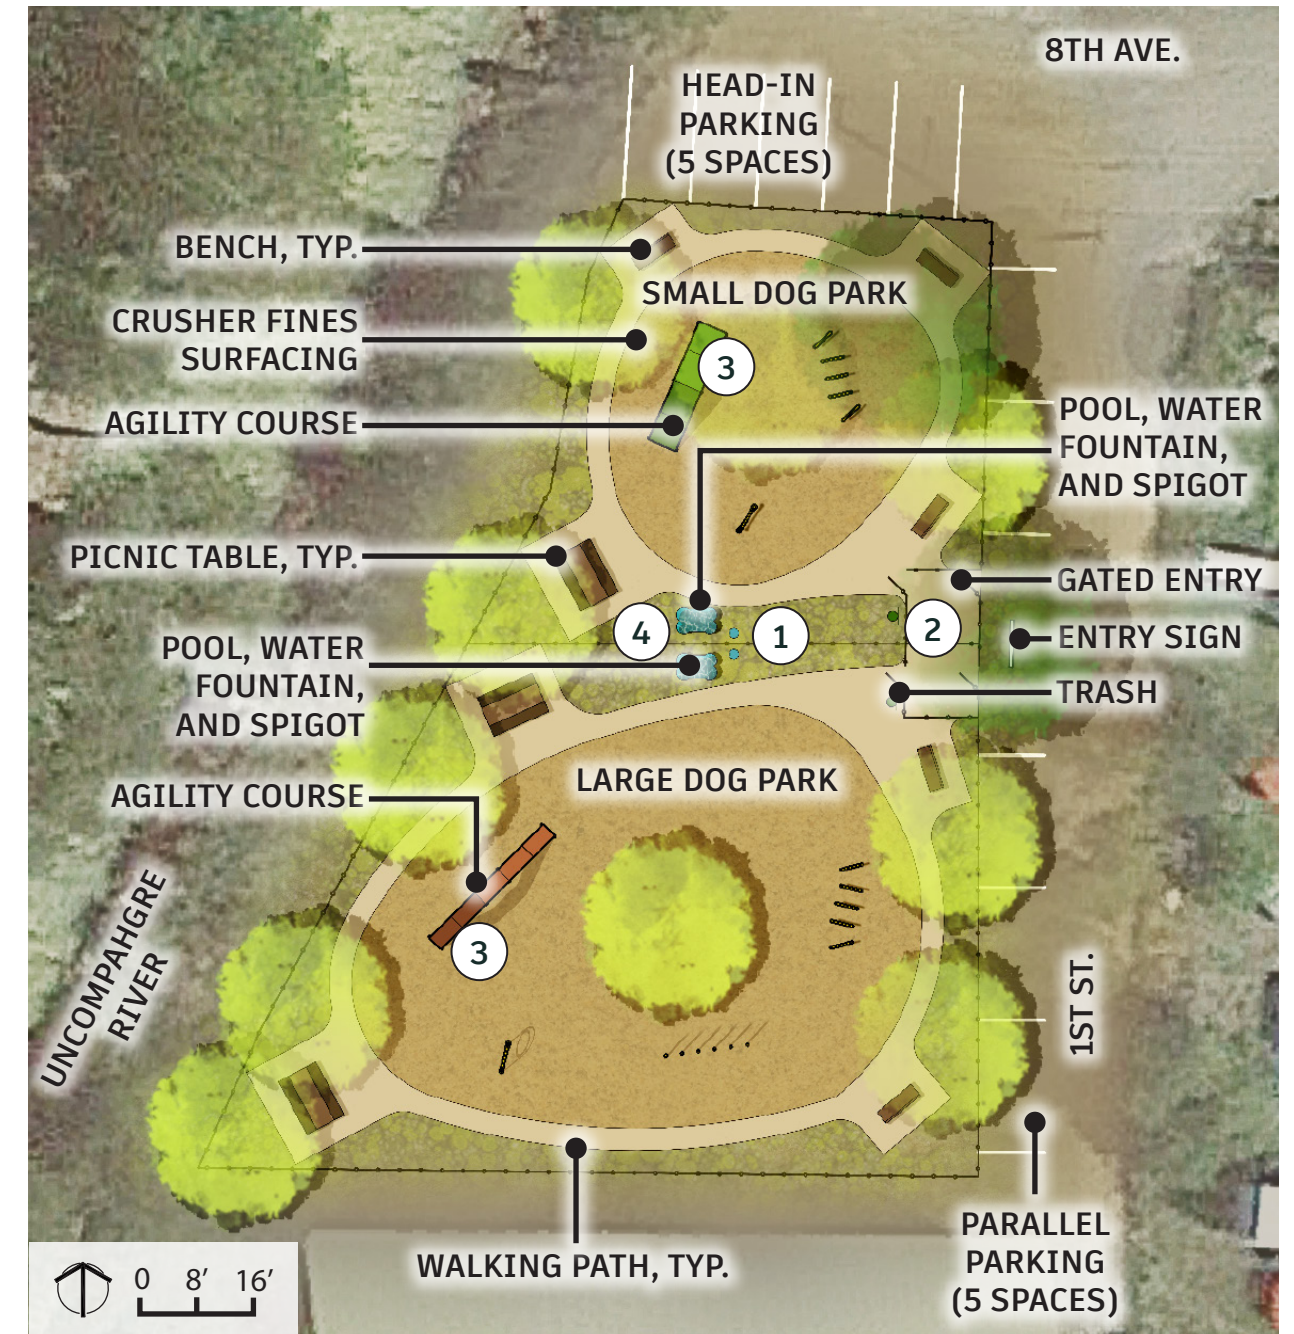 8TH AVE.
HEAD-IN
PARKING
(5 SPACES)
BENCH, TYP.
SMALL DOG PARK
CRUSHER FINES
SURFACING
3
AGILITY COURSE
POOL, WATER
FOUNTAIN,
AND SPIGOT
PICNIC TABLE, TYP.
GATED ENTRY
4
1
2
ENTRY SIGN
POOL, WATER
FOUNTAIN,
AND SPIGOT
TRASH
LARGE DOG PARK
AGILITY COURSE
3
UNCOMPAHGRE
RIVER
1ST ST.
WALKING PATH, TYP.
PARALLEL
PARKING
(5 SPACES)
0 8' 16'